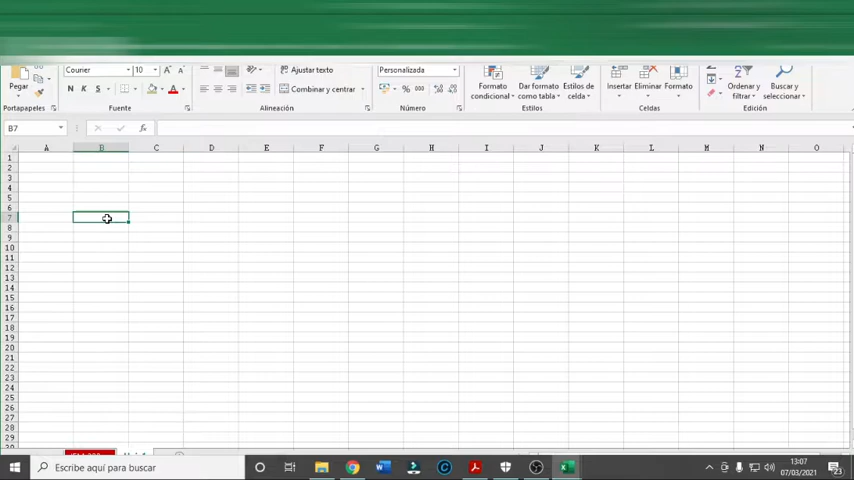 Pegar
Portapapeles
Couner 10 A A
N K S A
Fuente
Ajustar texto
Combinar y centrar
Alineación
Personalizada
% 000
Número
Formato condicional
Dar formato como tabla
Estilos de celda
Estilos
Insertar Eliminar Formato
Celdas
Ordenar y filtrar
Buscar y seleccionar
Edición
B7 fx
A B C D E F G H I J K L M N O
1
2
3
4
5
6
7
8
9
10
11
12
13
14
15
16
17
18
19
20
21
22
23
24
25
26
27
28
29
Escribe aquí para buscar
13:07
07/03/2021
23